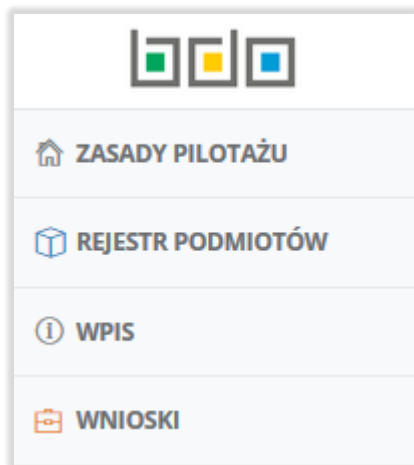 bdo
ZASADY PILOTAŻU
REJESTR PODMIOTÓW
WPIS
WNIOSKI